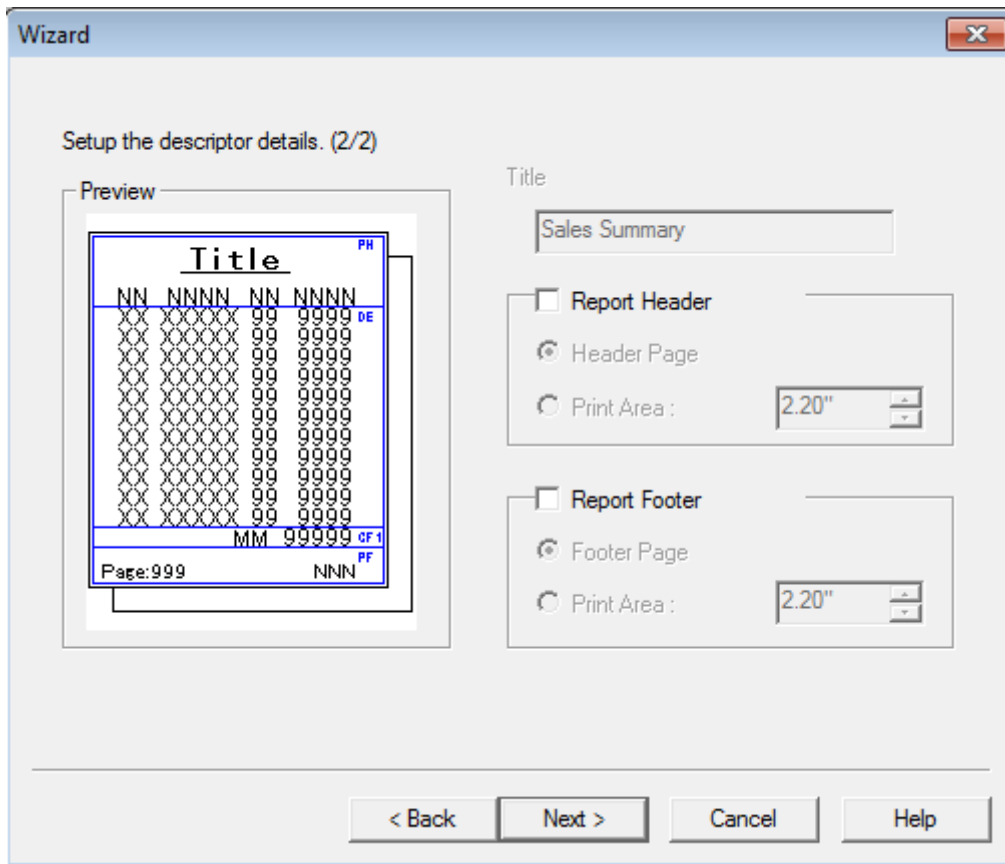 Wizard
Setup the descriptor details. (2/2)
Preview
Title PH
NN NNNN NN NNNN
XX XXXXX 99 9999 DE
XX XXXXX 99 9999
XX XXXXX 99 9999
XX XXXXX 99 9999
XX XXXXX 99 9999
XX XXXXX 99 9999
XX XXXXX 99 9999
XX XXXXX 99 9999
XX XXXXX 99 9999
XX XXXXX 99 9999
XX XXXXX 99 9999
MM 99999 CF1
PF
Page:999 NNN
Title
Sales Summary
Report Header
Header Page
Print Area : 2.20"
Report Footer
Footer Page
Print Area : 2.20"
< Back Next > Cancel Help